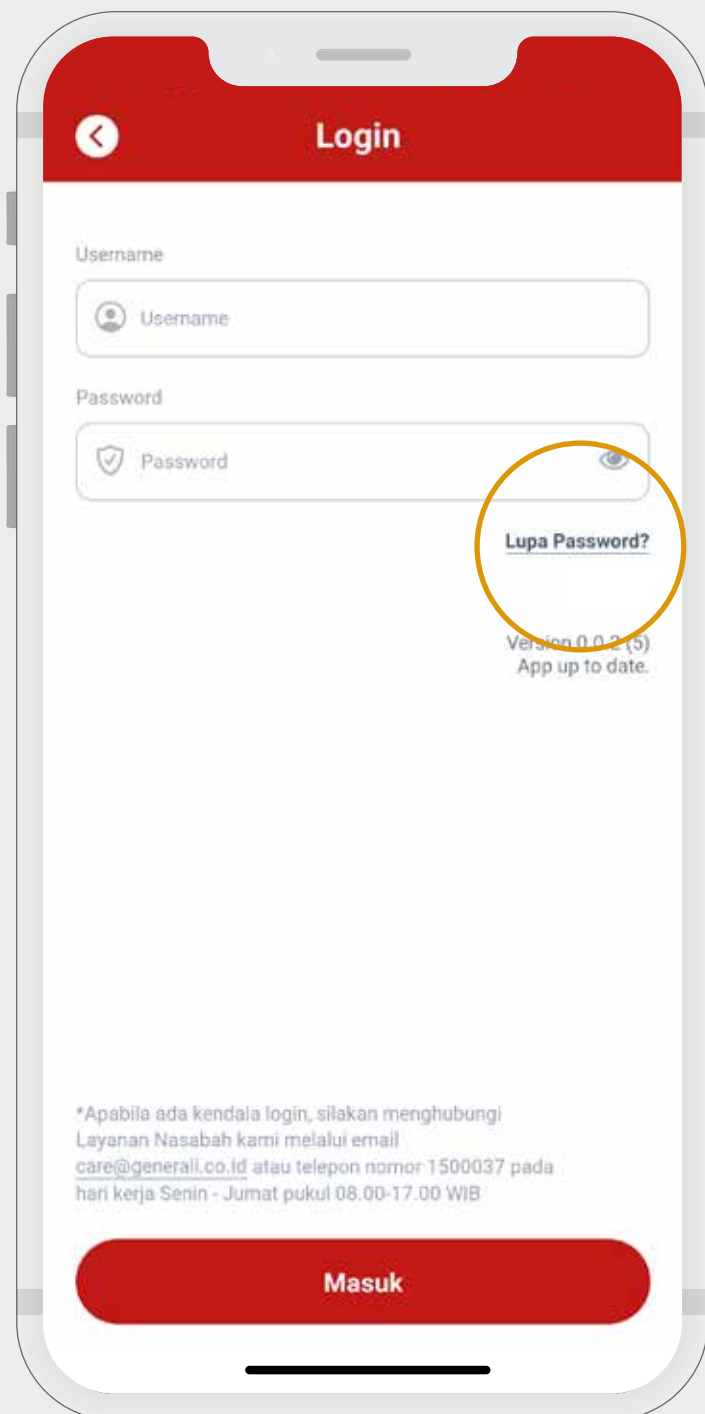 Login
Username
Username
Password
Password
Lupa Password?
Version 0.0.2 (5)
App up to date.
*Apabila ada kendala login, silakan menghubungi
Layanan Nasabah kami melalui email
care@generali.co.id atau telepon nomor 1500037 pada
hari kerja Senin - Jumat pukul 08.00-17.00 WIB
Masuk